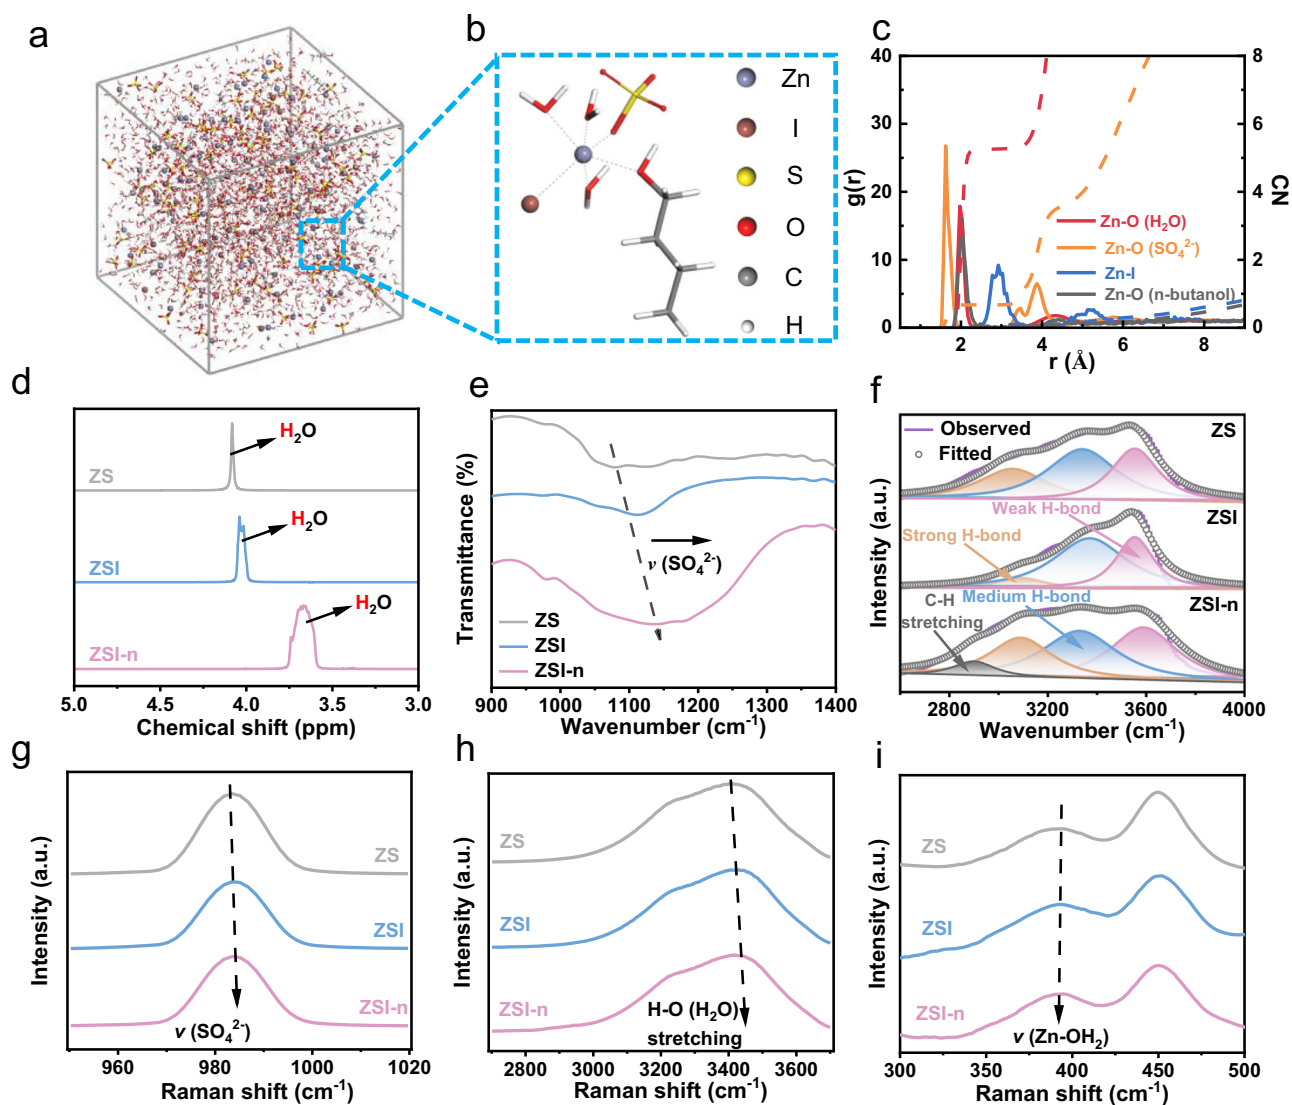 a
b
Zn
I
S
O
C
H
c
g(r)
40
30
20
10
0
8
6
4
2
0
CN
Zn-O (H₂O)
Zn-O (SO₄²⁻)
Zn-I
Zn-O (n-butanol)
2 4 6 8
r (Å)
d
H₂O
ZS
H₂O
ZSI
H₂O
ZSI-n
5.0 4.5 4.0 3.5 3.0
Chemical shift (ppm)
e
Transmittance (%)
ν (SO₄²⁻)
ZS
ZSI
ZSI-n
900 1000 1100 1200 1300 1400
Wavenumber (cm⁻¹)
f
Intensity (a.u.)
Observed
Fitted
ZS
Weak H-bond
Strong H-bond
ZSI
C-H
stretching
Medium H-bond
ZSI-n
2800 3200 3600 4000
Wavenumber (cm⁻¹)
g
Intensity (a.u.)
ZS
ZSI
ZSI-n
ν (SO₄²⁻)
960 980 1000 1020
Raman shift (cm⁻¹)
h
Intensity (a.u.)
ZS
ZSI
ZSI-n
H-O (H₂O)
stretching
2800 3000 3200 3400 3600
Raman shift (cm⁻¹)
i
Intensity (a.u.)
ZS
ZSI
ZSI-n
ν (Zn-OH₂)
300 350 400 450 500
Raman shift (cm⁻¹)